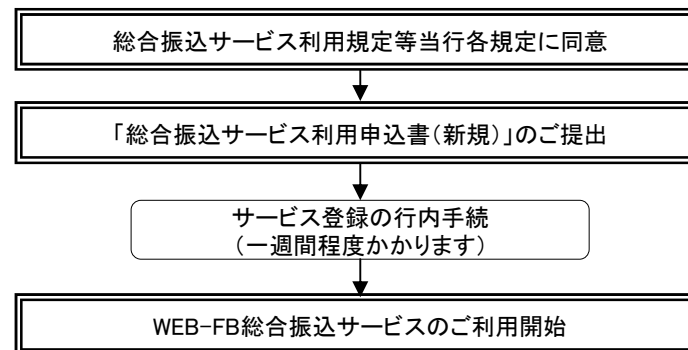 総合振込サービス利用規定等当行各規定に同意
「総合振込サービス利用申込書(新規)」のご提出
サービス登録の行内手続
(一週間程度かかります)
WEB-FB総合振込サービスのご利用開始